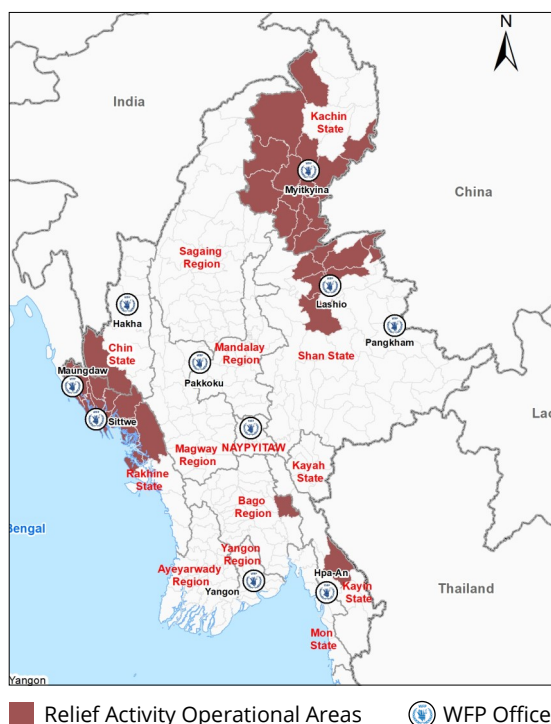 N
India
Kachin
State
Myitkyina
China
Sagaing
Region
Lashio
Hakha
Pangkham
Chin
State
Mandalay
Region
Shan State
Maungdaw
Pakkoku
Sittwe
NAYPYITAW
Magway
Region
Kayah
State
Rakhine
State
Bago
Region
Bengal
Yangon
Region
Ayeyarwady
Region
Hpa-An
Yangon
Kayin
State
Thailand
Mon
State
Yangon
Relief Activity Operational Areas
WFP Office